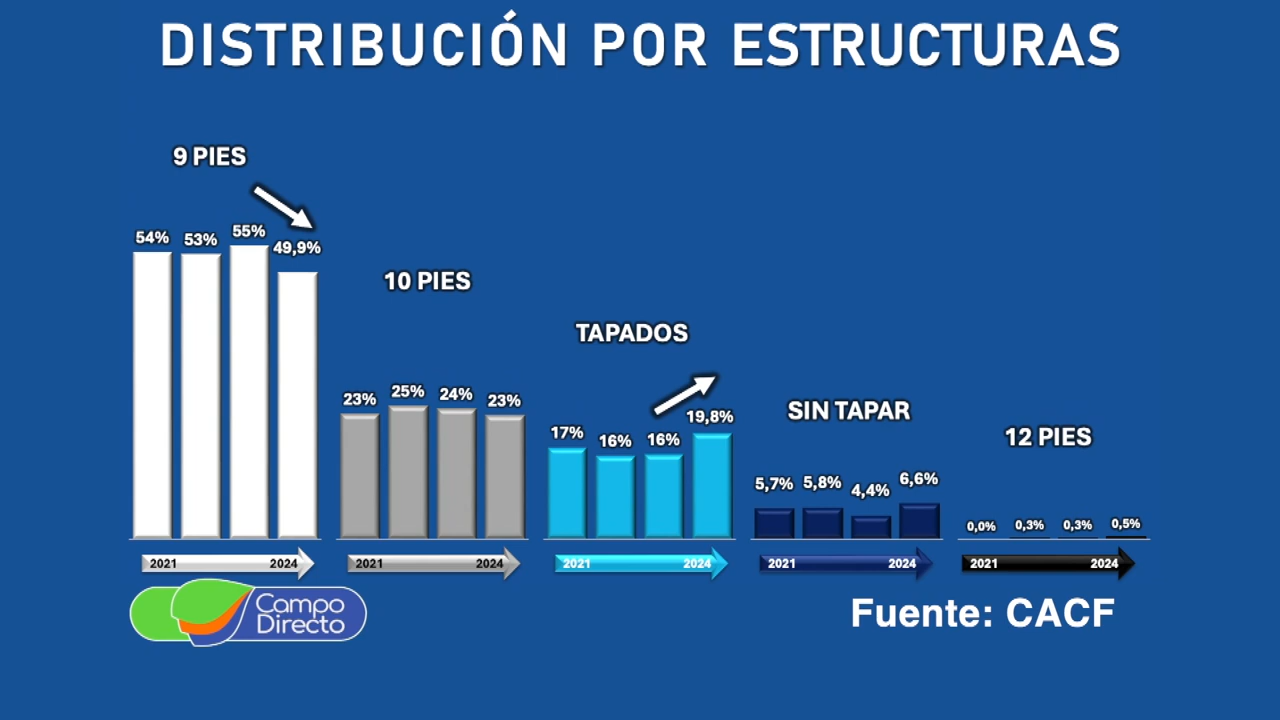 DISTRIBUCIÓN POR ESTRUCTURAS
9 PIES
54% 53% 55% 49,9%
2021 2024
10 PIES
23% 25% 24% 23%
2021 2024
TAPADOS
17% 16% 16% 19,8%
2021 2024
SIN TAPAR
5,7% 5,8% 4,4% 6,6%
2021 2024
12 PIES
0,0% 0,3% 0,3% 0,5%
2021 2024
Campo
Directo
Fuente: CACF